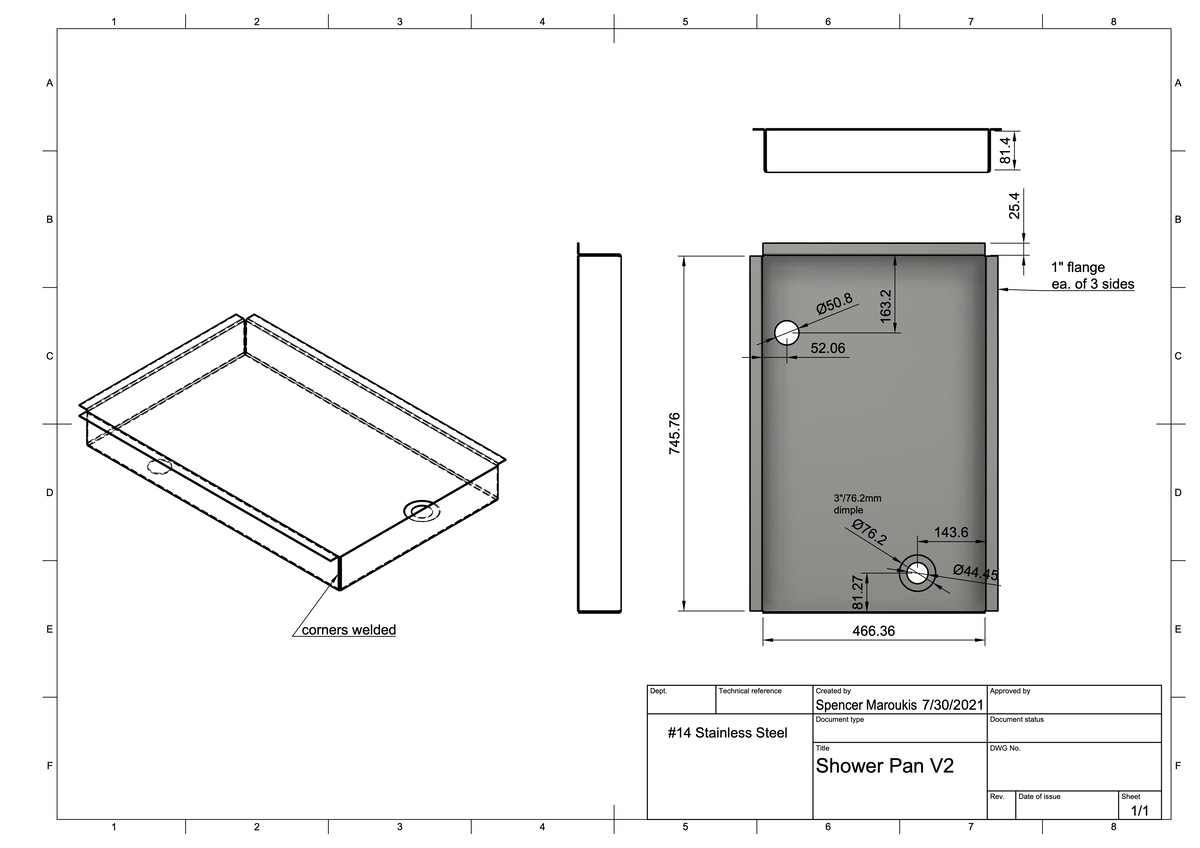 1 2 3 4 5 6 7 8
A A
B B
C C
D D
E E
F F
81.4
25.4
1" flange
ea. of 3 sides
Ø50.8
163.2
52.06
745.76
3"/76.2mm
dimple
Ø76.2
143.6
Ø44.45
81.27
466.36
corners welded
Dept.
Technical reference
Created by
Approved by
Spencer Maroukis 7/30/2021
#14 Stainless Steel
Document type
Document status
Title
DWG No.
Shower Pan V2
Rev.
Date of issue
Sheet
1/1
1 2 3 4 5 6 7 8